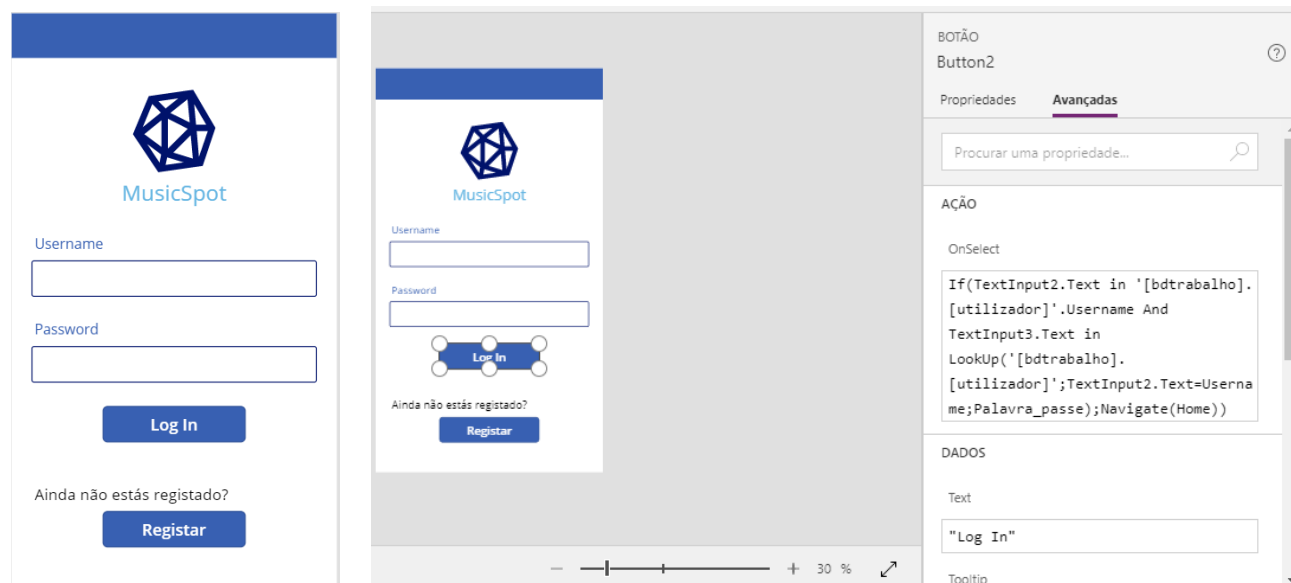 MusicSpot
Username
Password
Log In
Ainda não estás registado?
Registar
MusicSpot
Username
Password
Log In
Ainda não estás registado?
Registar
30 %
BOTÃO
Button2
?
Propriedades Avançadas
Procurar uma propriedade...
AÇÃO
OnSelect
If(TextInput2.Text in '[bdtrabalho].
[utilizador]'.Username And
TextInput3.Text in
LookUp('[bdtrabalho].
[utilizador]';TextInput2.Text=Userna
me;Palavra_passe);Navigate(Home))
DADOS
Text
"Log In"
Tooltip